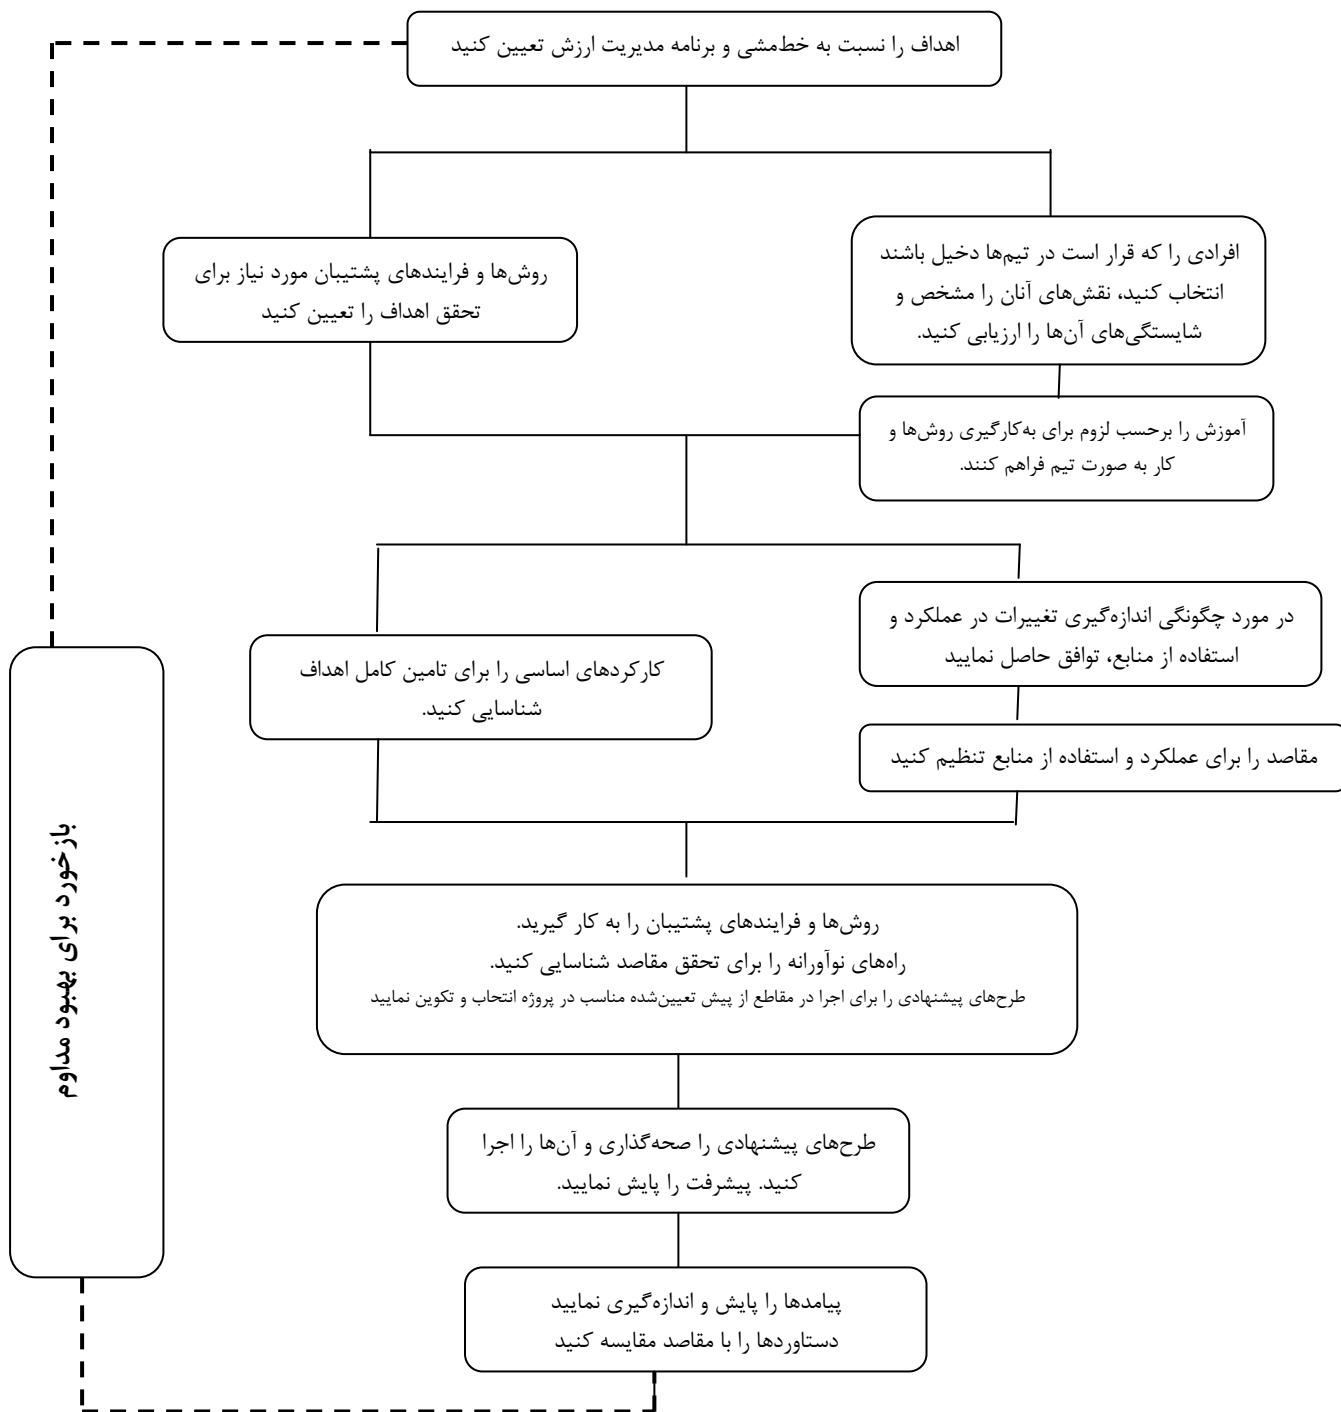 اهداف را نسبت به خط‌مشی و برنامه مدیریت ارزش تعیین کنید
افرادی را که قرار است در تیم‌ها دخیل باشند
انتخاب کنید، نقش‌های آنان را مشخص و
شایستگی‌های آن‌ها را ارزیابی کنید.
روش‌ها و فرایندهای پشتیبان مورد نیاز برای
تحقق اهداف را تعیین کنید
آموزش را برحسب لزوم برای به‌کارگیری روش‌ها و
کار به صورت تیم فراهم کنند.
در مورد چگونگی اندازه‌گیری تغییرات در عملکرد و
استفاده از منابع، توافق حاصل نمایید
کارکردهای اساسی را برای تامین کامل اهداف
شناسایی کنید.
مقاصد را برای عملکرد و استفاده از منابع تنظیم کنید
روش‌ها و فرایندهای پشتیبان را به کار گیرید.
راه‌های نوآورانه را برای تحقق مقاصد شناسایی کنید.
طرح‌های پیشنهادی را برای اجرا در مقاطع از پیش تعیین‌شده مناسب در پروژه انتحاب و تکوین نمایید
طرح‌های پیشنهادی را صحه‌گذاری و آن‌ها را اجرا
کنید. پیشرفت را پایش نمایید.
پیامدها را پایش و اندازه‌گیری نمایید
دستاوردها را با مقاصد مقایسه کنید
بازخورد برای بهبود مداوم